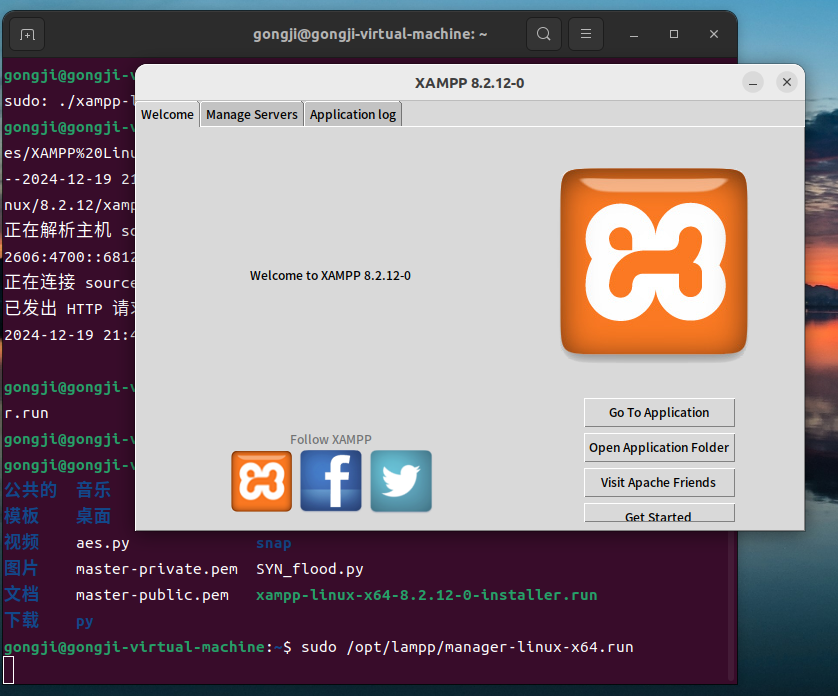 gongji@gongji-virtual-machine: ~
XAMPP 8.2.12-0
Welcome
Manage Servers
Application log
Welcome to XAMPP 8.2.12-0
Follow XAMPP
Go To Application
Open Application Folder
Visit Apache Friends
Get Started
gongji@gongji-v
sudo: ./xampp-l
gongji@gongji-v
es/XAMPP%20Linu
--2024-12-19 21
nux/8.2.12/xamp
正在解析主机 so
2606:4700::6812
正在连接 source
已发出 HTTP 请求
2024-12-19 21:4
gongji@gongji-v
r.run
gongji@gongji-v
gongji@gongji-v
公共的 音乐
模板 桌面
视频 aes.py snap
图片 master-private.pem SYN_flood.py
文档 master-public.pem xampp-linux-x64-8.2.12-0-installer.run
下载 py
gongji@gongji-virtual-machine:~$ sudo /opt/lampp/manager-linux-x64.run